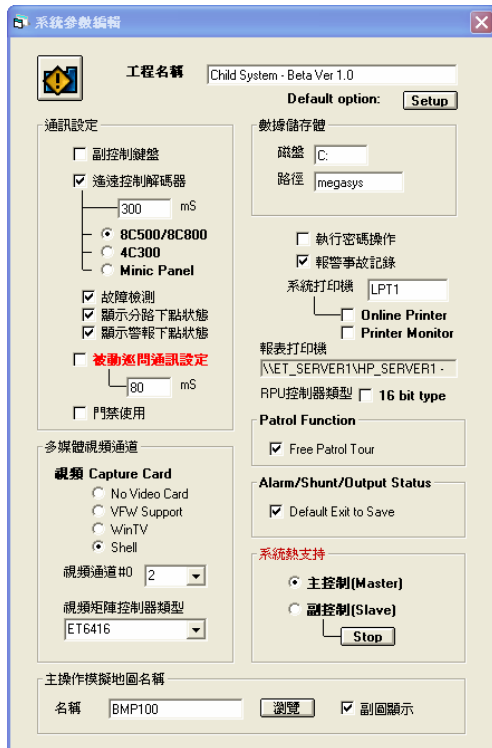 系統參數編輯
工程名稱 Child System - Beta Ver 1.0
Default option: Setup
通訊設定
副控制鍵盤
遙遠控制解碼器
300 mS
8C500/8C800
4C300
Minic Panel
故障檢測
顯示分路下點狀態
顯示警報下點狀態
被動巡問通訊設定
80 mS
門禁使用
數據儲存體
磁盤 C:
路徑 megasys
執行密碼操作
報警事故記錄
系統打印機 LPT1
Online Printer
Printer Monitor
報表打印機
\\ET_SERVER1\HP_SERVER1 -
RPU控制器類型 16 bit type
Patrol Function
Free Patrol Tour
Alarm/Shunt/Output Status
Default Exit to Save
多媒體視頻通道
視頻 Capture Card
No Video Card
VFW Support
WinTV
Shell
視頻通道#0 2
視頻矩陣控制器類型
ET6416
系統熱支持
主控制(Master)
副控制(Slave)
Stop
主操作模擬地圖名稱
名稱 BMP100 瀏覽 副圖顯示